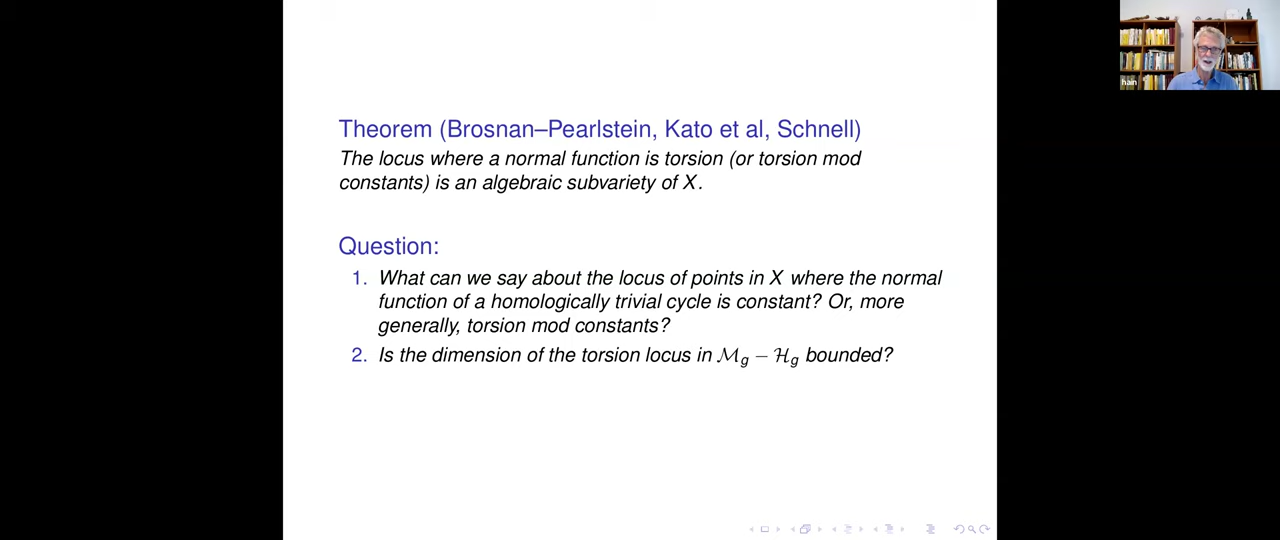 hain
Theorem (Brosnan–Pearlstein, Kato et al, Schnell)
The locus where a normal function is torsion (or torsion mod
constants) is an algebraic subvariety of X.
Question:
1. What can we say about the locus of points in X where the normal
function of a homologically trivial cycle is constant? Or, more
generally, torsion mod constants?
2. Is the dimension of the torsion locus in ℳg − ℋg bounded?